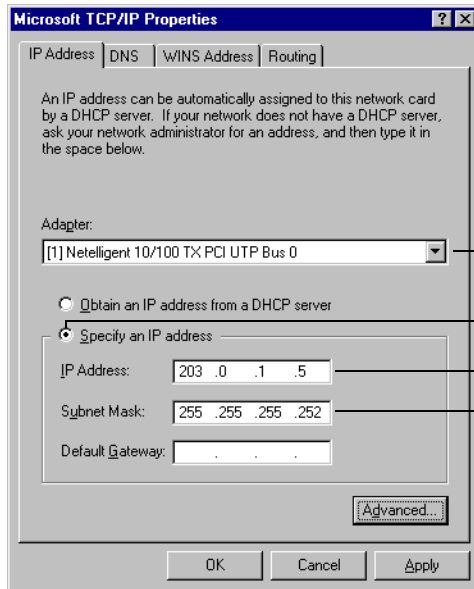 Microsoft TCP/IP Properties
IP Address DNS WINS Address Routing
An IP address can be automatically assigned to this network card
by a DHCP server. If your network does not have a DHCP server,
ask your network administrator for an address, and then type it in
the space below.
Adapter:
[1] Netelligent 10/100 TX PCI UTP Bus 0
Obtain an IP address from a DHCP server
Specify an IP address
IP Address: 203 .0 .1 .5
Subnet Mask: 255 .255 .255 .252
Default Gateway: . . .
Advanced...
OK Cancel Apply